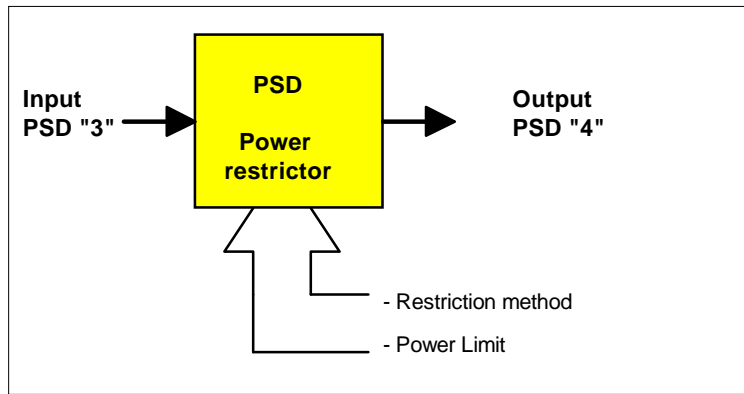 Input
PSD "3"
PSD
Power
restrictor
Output
PSD "4"
- Restriction method
- Power Limit